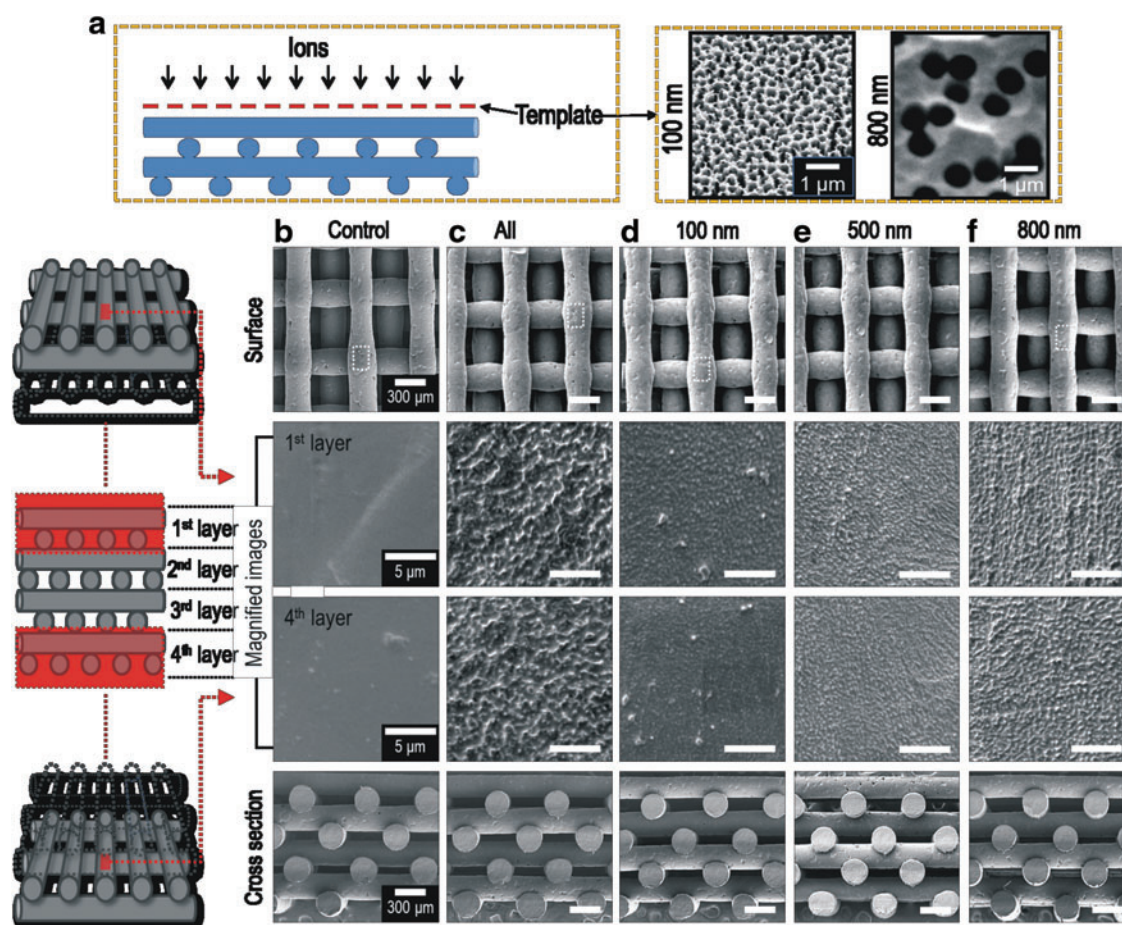 a
Ions
Template
100 nm
1 µm
800 nm
1 µm
b Control
c All
d 100 nm
e 500 nm
f 800 nm
Surface
300 µm
1st layer
5 µm
1st layer
2nd layer
3rd layer
4th layer
Magnified images
4th layer
5 µm
Cross section
300 µm